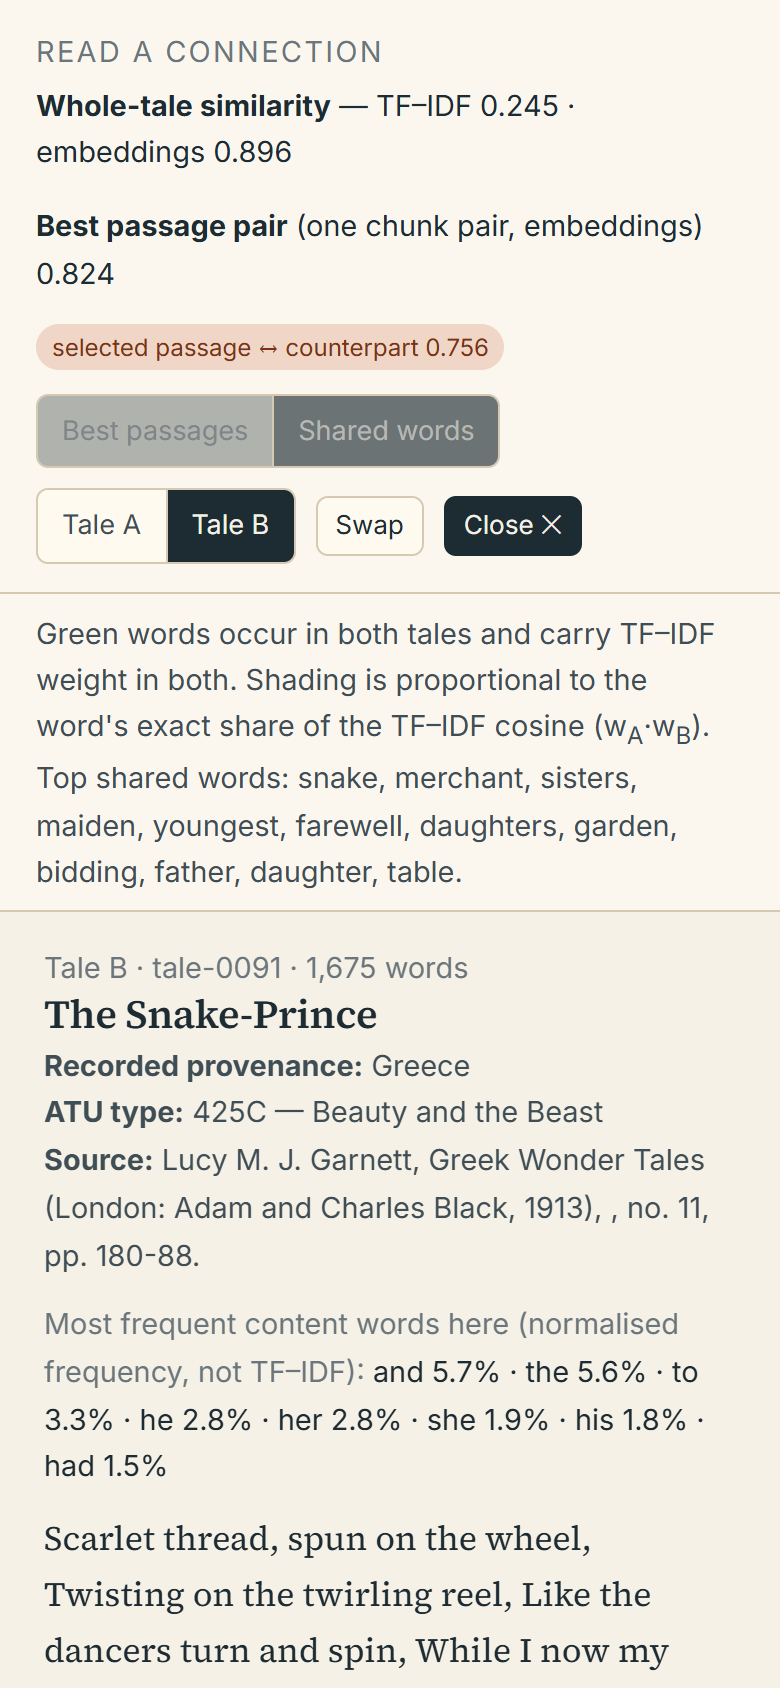 READ A CONNECTION
Whole-tale similarity — TF–IDF 0.245 ·
embeddings 0.896
Best passage pair (one chunk pair, embeddings)
0.824
selected passage ↔ counterpart 0.756
Best passages Shared words
Tale A Tale B Swap Close ✕
Green words occur in both tales and carry TF–IDF
weight in both. Shading is proportional to the
word's exact share of the TF–IDF cosine (wA·wB).
Top shared words: snake, merchant, sisters,
maiden, youngest, farewell, daughters, garden,
bidding, father, daughter, table.
Tale B · tale-0091 · 1,675 words
The Snake-Prince
Recorded provenance: Greece
ATU type: 425C — Beauty and the Beast
Source: Lucy M. J. Garnett, Greek Wonder Tales
(London: Adam and Charles Black, 1913), , no. 11,
pp. 180-88.
Most frequent content words here (normalised
frequency, not TF–IDF): and 5.7% · the 5.6% · to
3.3% · he 2.8% · her 2.8% · she 1.9% · his 1.8% ·
had 1.5%
Scarlet thread, spun on the wheel,
Twisting on the twirling reel, Like the
dancers turn and spin, While I now my